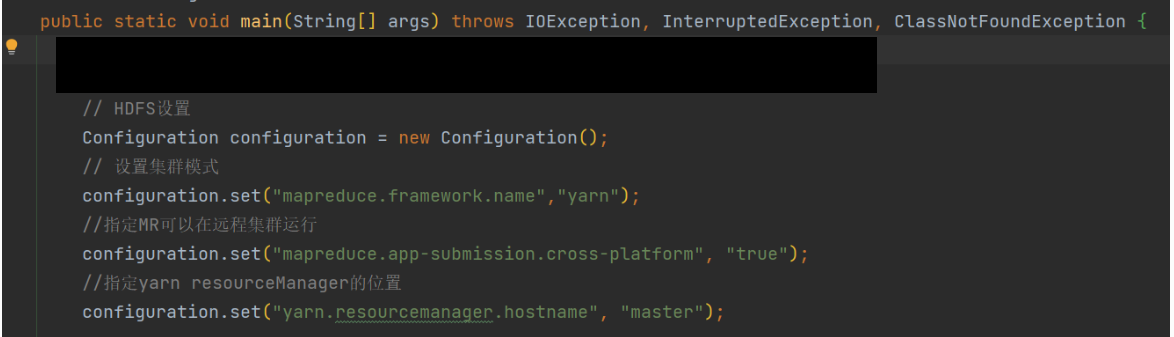 public static void main(String[] args) throws IOException, InterruptedException, ClassNotFoundException {
// HDFS设置
Configuration configuration = new Configuration();
// 设置集群模式
configuration.set("mapreduce.framework.name","yarn");
//指定MR可以在远程集群运行
configuration.set("mapreduce.app-submission.cross-platform", "true");
//指定yarn resourceManager的位置
configuration.set("yarn.resourcemanager.hostname", "master");